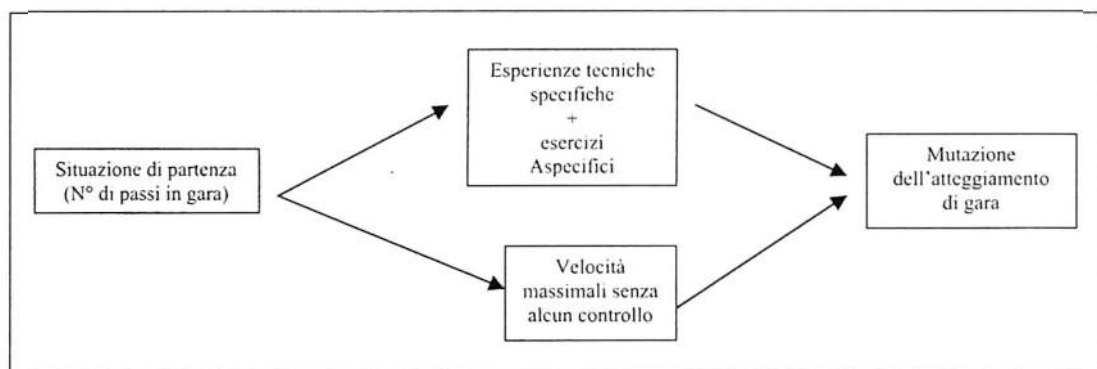 Esperienze tecniche
specifiche
+
esercizi
Aspecifici
Situazione di partenza
(N° di passi in gara)
Mutazione
dell'atteggiamento
di gara
Velocità
massimali senza
alcun controllo